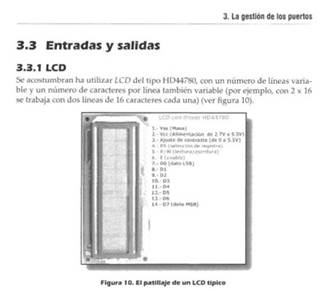 3. La gestión de los puertos
3.3 Entradas y salidas
3.3.1 LCD
Se acostumbran ha utilizar LCD del tipo HD44780, con un número de líneas varia-
ble y un número de caracteres por línea también variable (por ejemplo, con 2 x 16
se trabaja con dos líneas de 16 caracteres cada una) (ver figura 10).
LCD con driver HD44780
1.- Vss (Masa)
2.- Vcc (Alimentación de 2.7V a 5.5V)
3.- Ajuste de contraste (de 0 a 5.5V)
4.- RS (selección de registro)
5.- R/W (lectura/escritura)
6.- E (enable)
7.- D0 (dato LSB)
8.- D1
9.- D2
10.- D3
11.- D4
12.- D5
13.- D6
14.- D7 (dato MSB)
Figura 10. El patillaje de un LCD típico